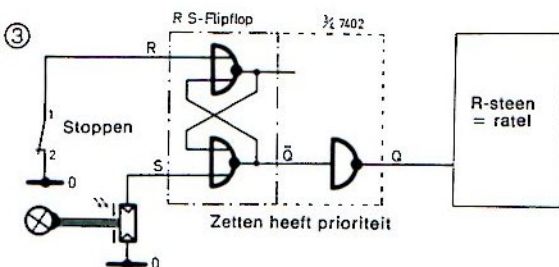 ③
R S-Flipflop
¾ 7402
R
1
Stoppen
2
0
S
Q̄
Q
R-steen
= ratel
Zetten heeft prioriteit
0